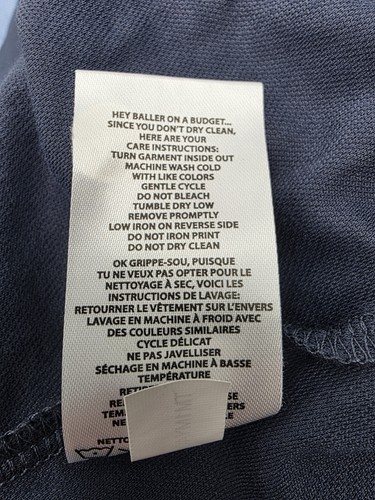 HEY BALLER ON A BUDGET...
SINCE YOU DON'T DRY CLEAN,
HERE ARE YOUR
CARE INSTRUCTIONS:
TURN GARMENT INSIDE OUT
MACHINE WASH COLD
WITH LIKE COLORS
GENTLE CYCLE
DO NOT BLEACH
TUMBLE DRY LOW
REMOVE PROMPTLY
LOW IRON ON REVERSE SIDE
DO NOT IRON PRINT
DO NOT DRY CLEAN
OK GRIPPE-SOU, PUISQUE
TU NE VEUX PAS OPTER POUR LE
NETTOYAGE À SEC, VOICI LES
INSTRUCTIONS DE LAVAGE:
RETOURNER LE VÊTEMENT SUR L'ENVERS
LAVAGE EN MACHINE À FROID AVEC
DES COULEURS SIMILAIRES
CYCLE DÉLICAT
NE PAS JAVELLISER
SÉCHAGE EN MACHINE À BASSE
TEMPÉRATURE